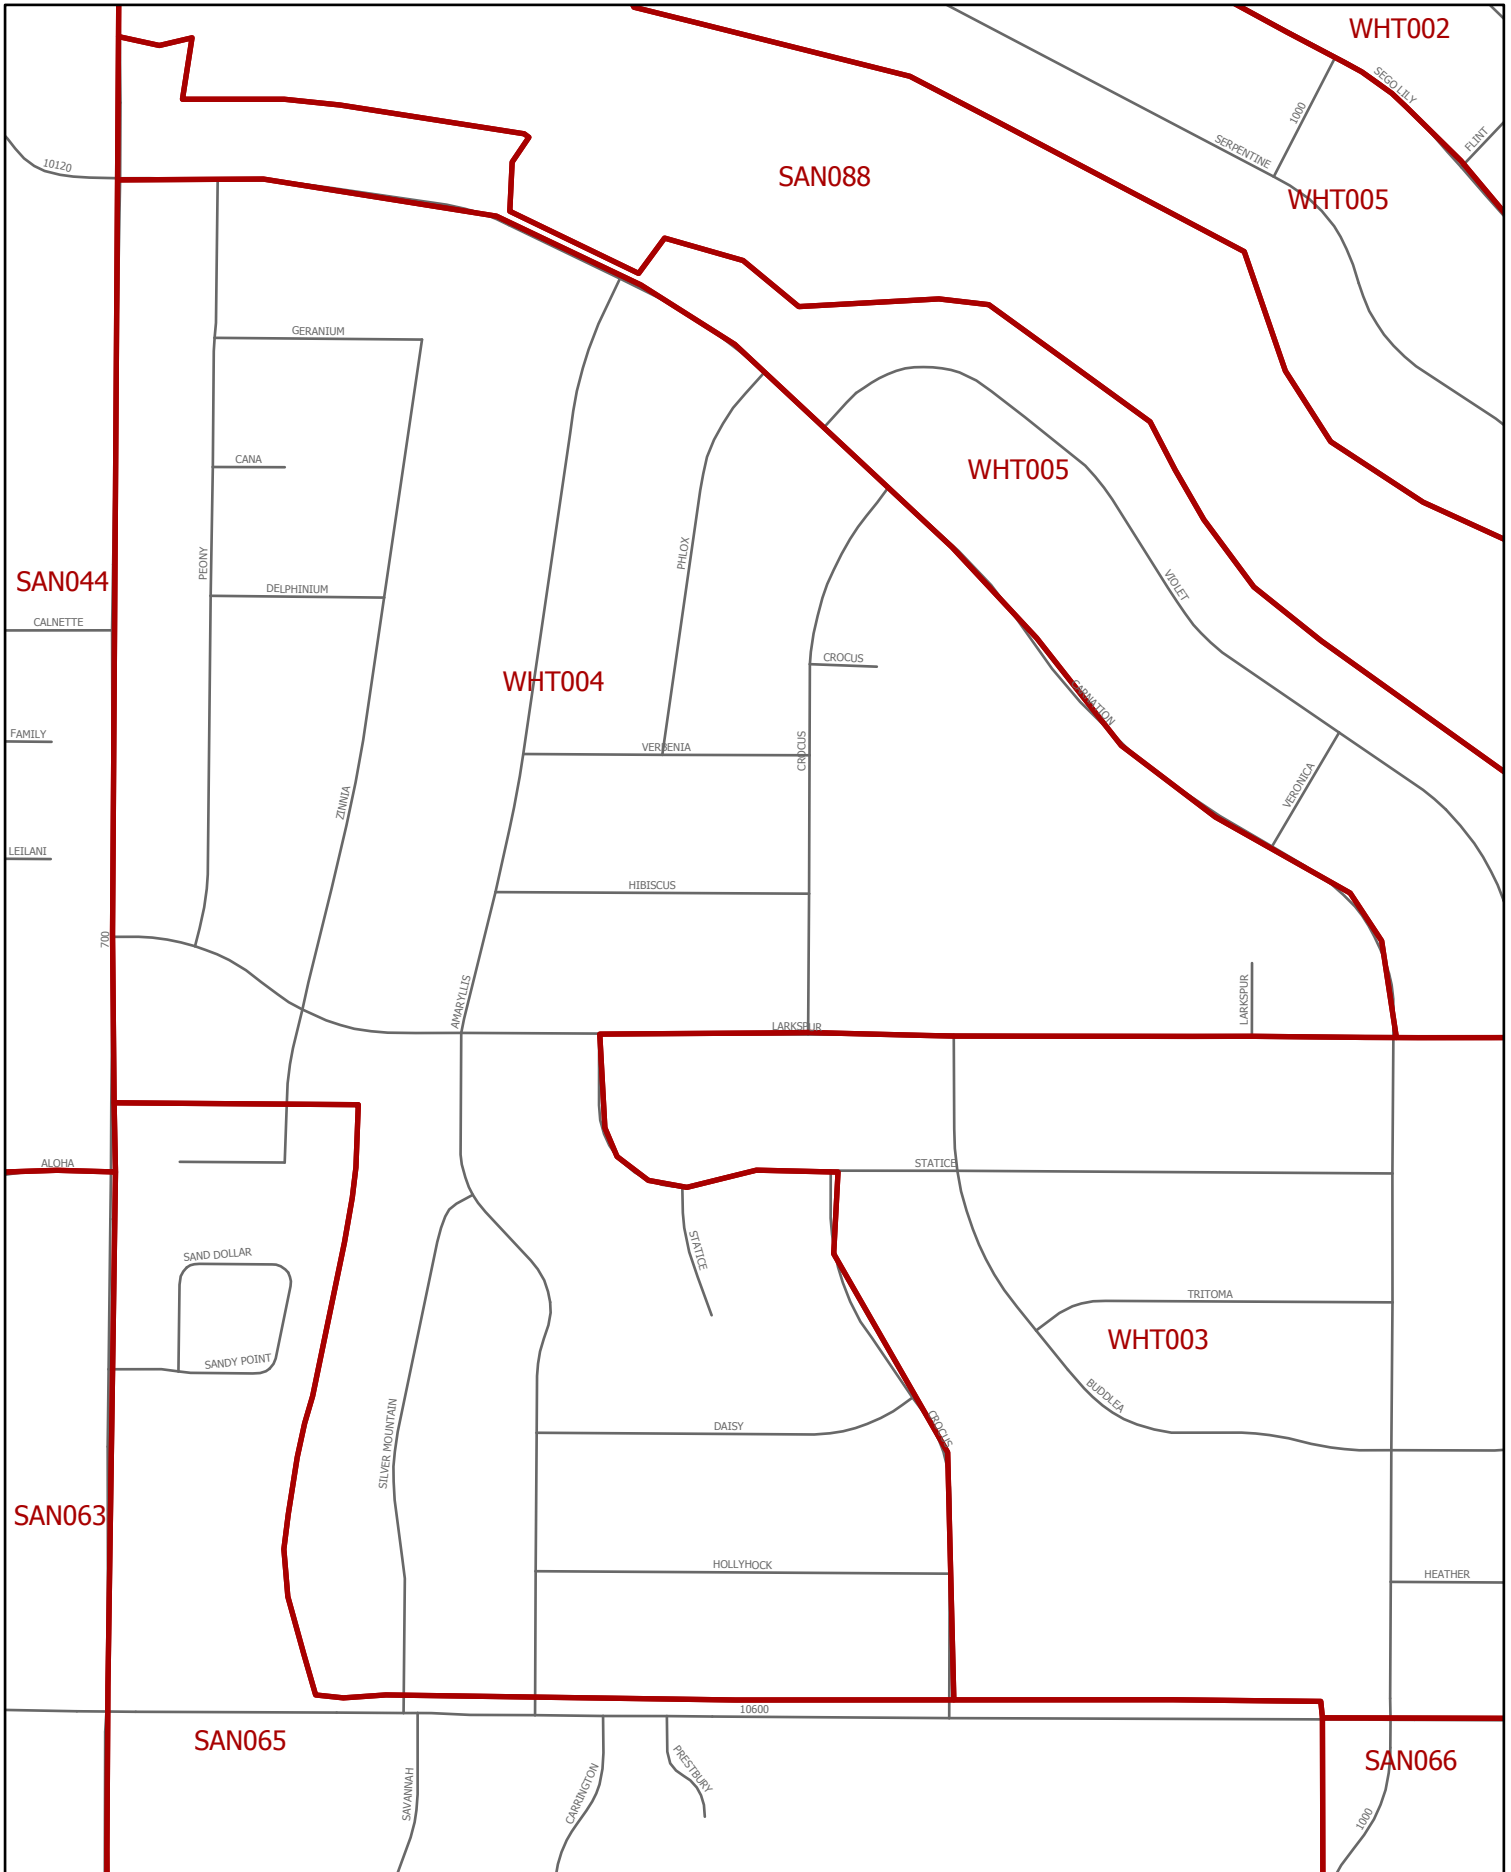 WHT002
SEGO LILY
1000
FLINT
SERPENTINE
10120
SAN088
WHT005
GERANIUM
CANA
WHT005
PEONY
PHLOX
SAN044
DELPHINIUM
VIOLET
CALNETTE
CROCUS
WHT004
CARNATION
FAMILY
VERBENIA
CROCUS
ZINNIA
VERONICA
LEILANI
HIBISCUS
700
AMARYLLIS
LARKSPUR
LARKSPUR
ALOHA
STATICE
STATICE
SAND DOLLAR
TRITOMA
WHT003
SANDY POINT
BUDDLEA
SILVER MOUNTAIN
DAISY
CROCUS
SAN063
HOLLYHOCK
HEATHER
10600
SAN065
SAN066
PRESTBURY
SAVANNAH
CARRINGTON
1000